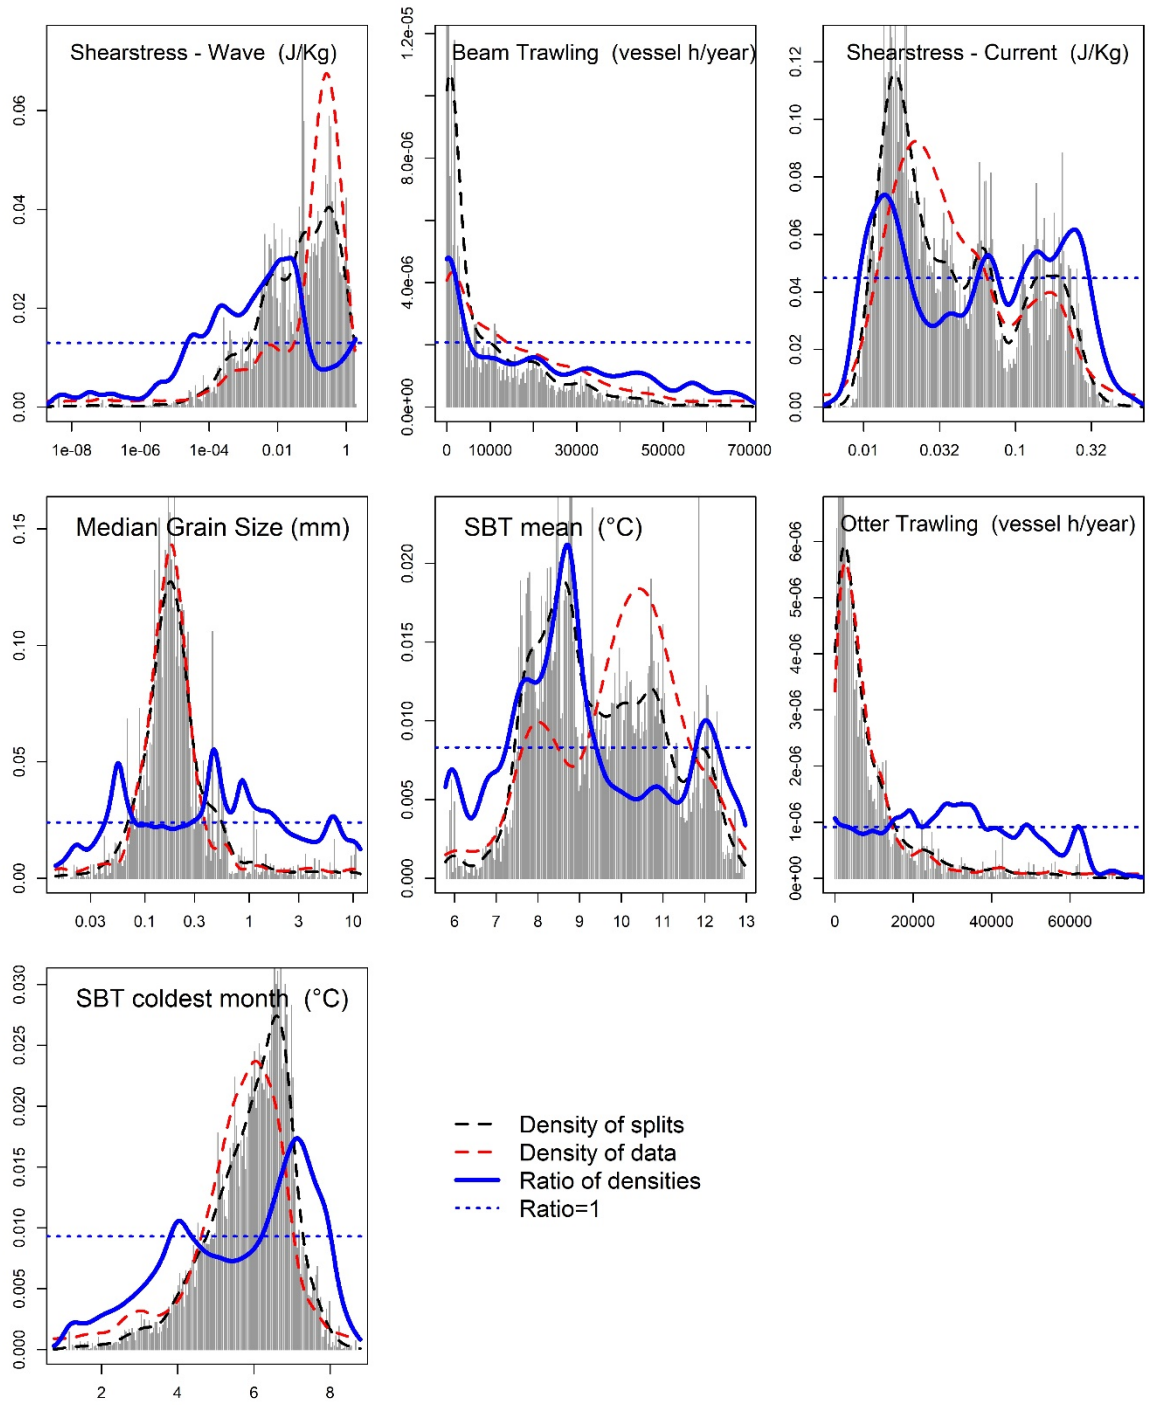 Shearstress - Wave (J/Kg)
0.00 0.02 0.04 0.06
1e-08 1e-06 1e-04 0.01 1
Beam Trawling (vessel h/year)
0.0e+00 4.0e-06 8.0e-06 1.2e-05
0 10000 30000 50000 70000
Shearstress - Current (J/Kg)
0.00 0.02 0.04 0.06 0.08 0.10 0.12
0.01 0.032 0.1 0.32
Median Grain Size (mm)
0.00 0.05 0.10 0.15
0.03 0.1 0.3 1 3 10
SBT mean (°C)
0.000 0.005 0.010 0.015 0.020
6 7 8 9 10 11 12 13
Otter Trawling (vessel h/year)
0e+00 1e-06 2e-06 3e-06 4e-06 5e-06 6e-06
0 20000 40000 60000
SBT coldest month (°C)
0.000 0.005 0.010 0.015 0.020 0.025 0.030
2 4 6 8
Density of splits
Density of data
Ratio of densities
Ratio=1